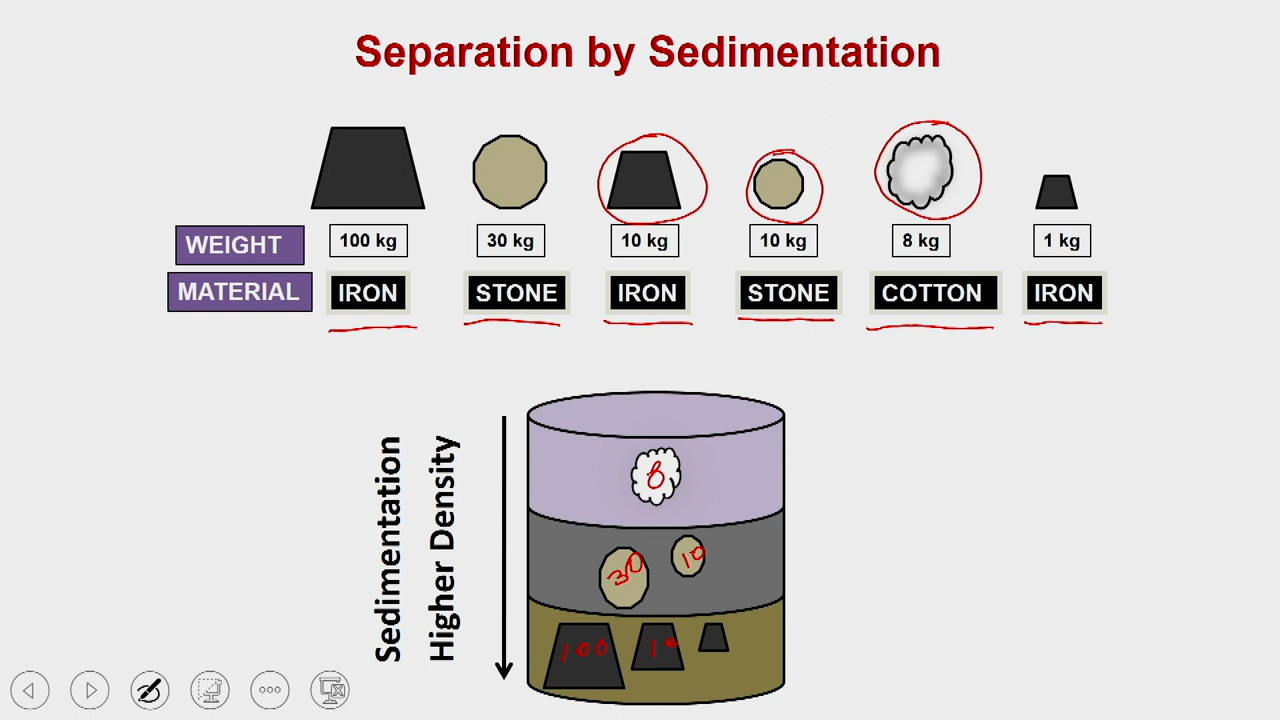 Separation by Sedimentation
WEIGHT 100 kg 30 kg 10 kg 10 kg 8 kg 1 kg
MATERIAL IRON STONE IRON STONE COTTON IRON
Sedimentation
Higher Density
8
30 10
100 10